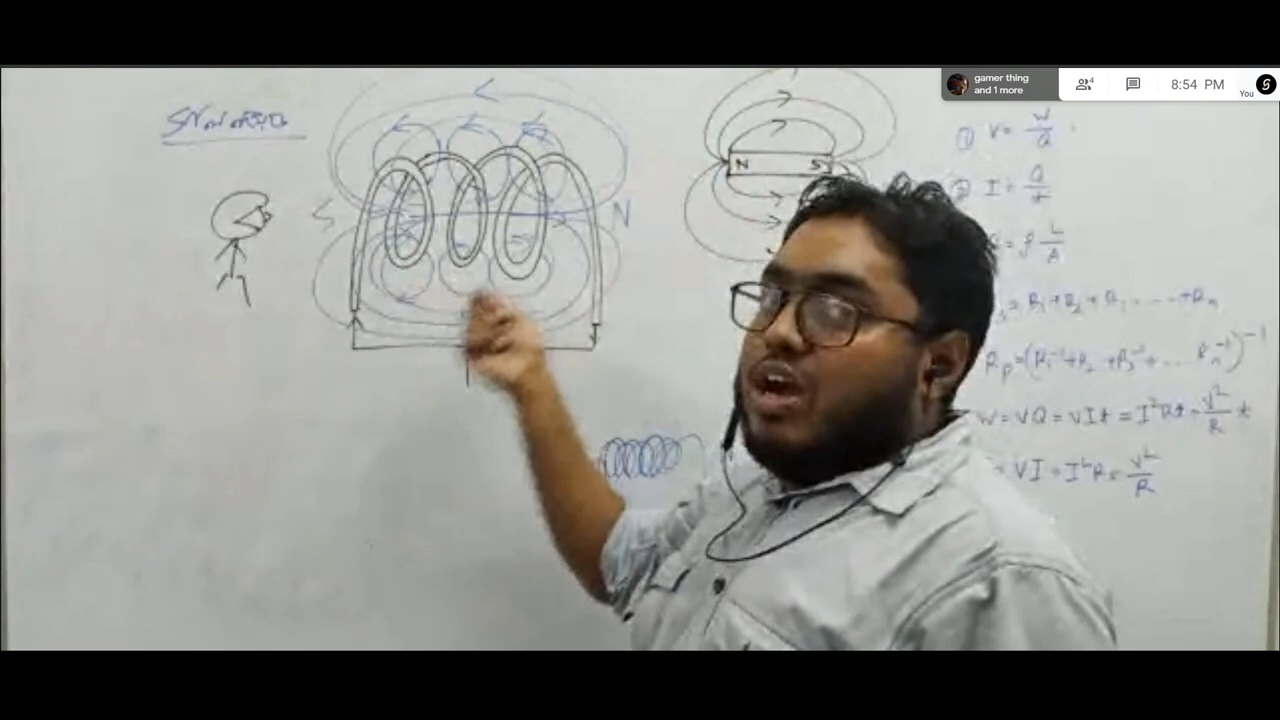 gamer thing
and 1 more
4
8:54 PM
You
S
N
N
S
① V = W/Q
② I = Q/t
= ρ L/A
= R₁ + R₂ + R₃ ... + Rₙ
Rₚ = (R₁⁻¹ + R₂ + R₃⁻¹ + ... Rₙ⁻¹)⁻¹
W = VQ = VIt = I²Rt = V²/R t
= VI = I²R = V²/R